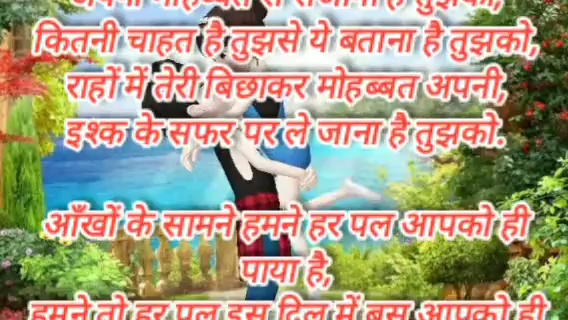 कितनी चाहत है तुझसे ये बताना है तुझको,
राहों में तेरी बिछाकर मोहब्बत अपनी,
इश्क के सफर पर ले जाना है तुझको.
आँखों के सामने हमने हर पल आपको ही
पाया है,
हमने तो हर पल इस दिल में बस आपको ही